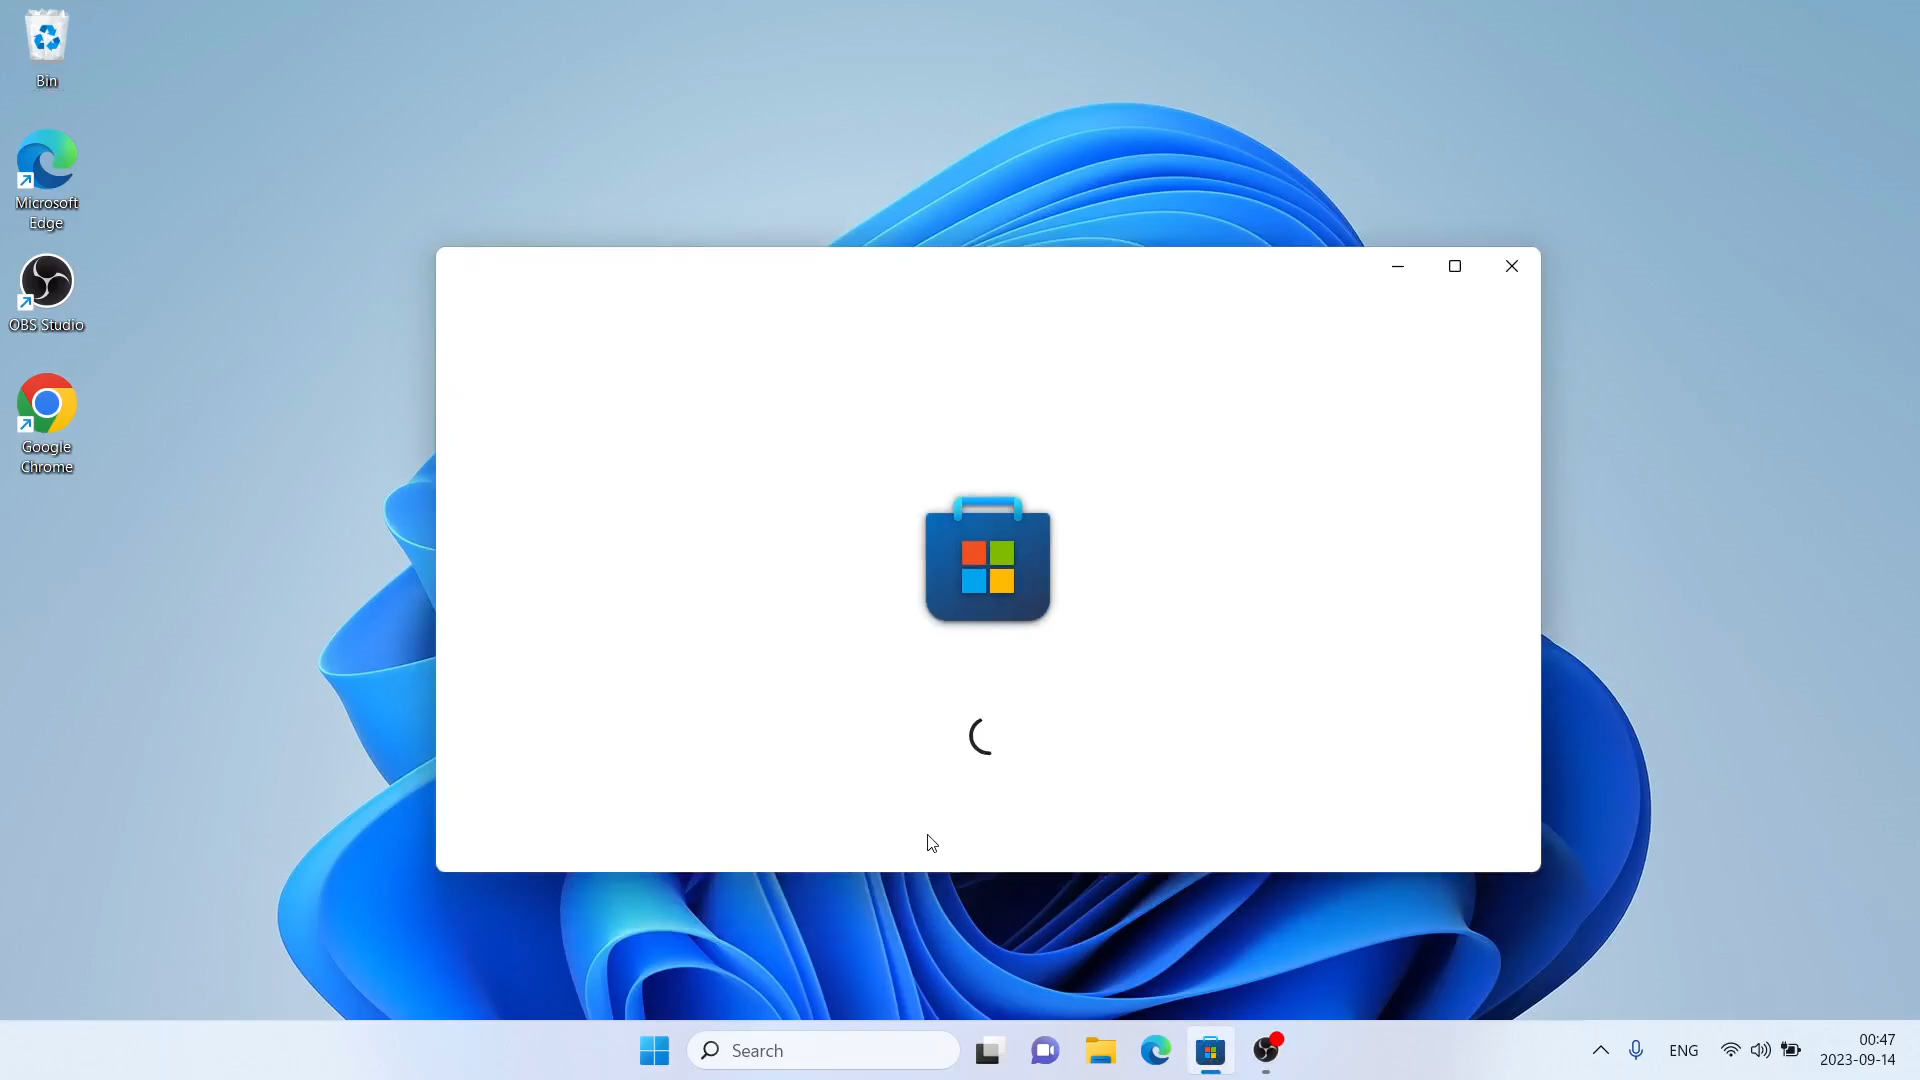 Bin
Microsoft
Edge
OBS Studio
Google
Chrome
Search
ENG
00:47
2023-09-14